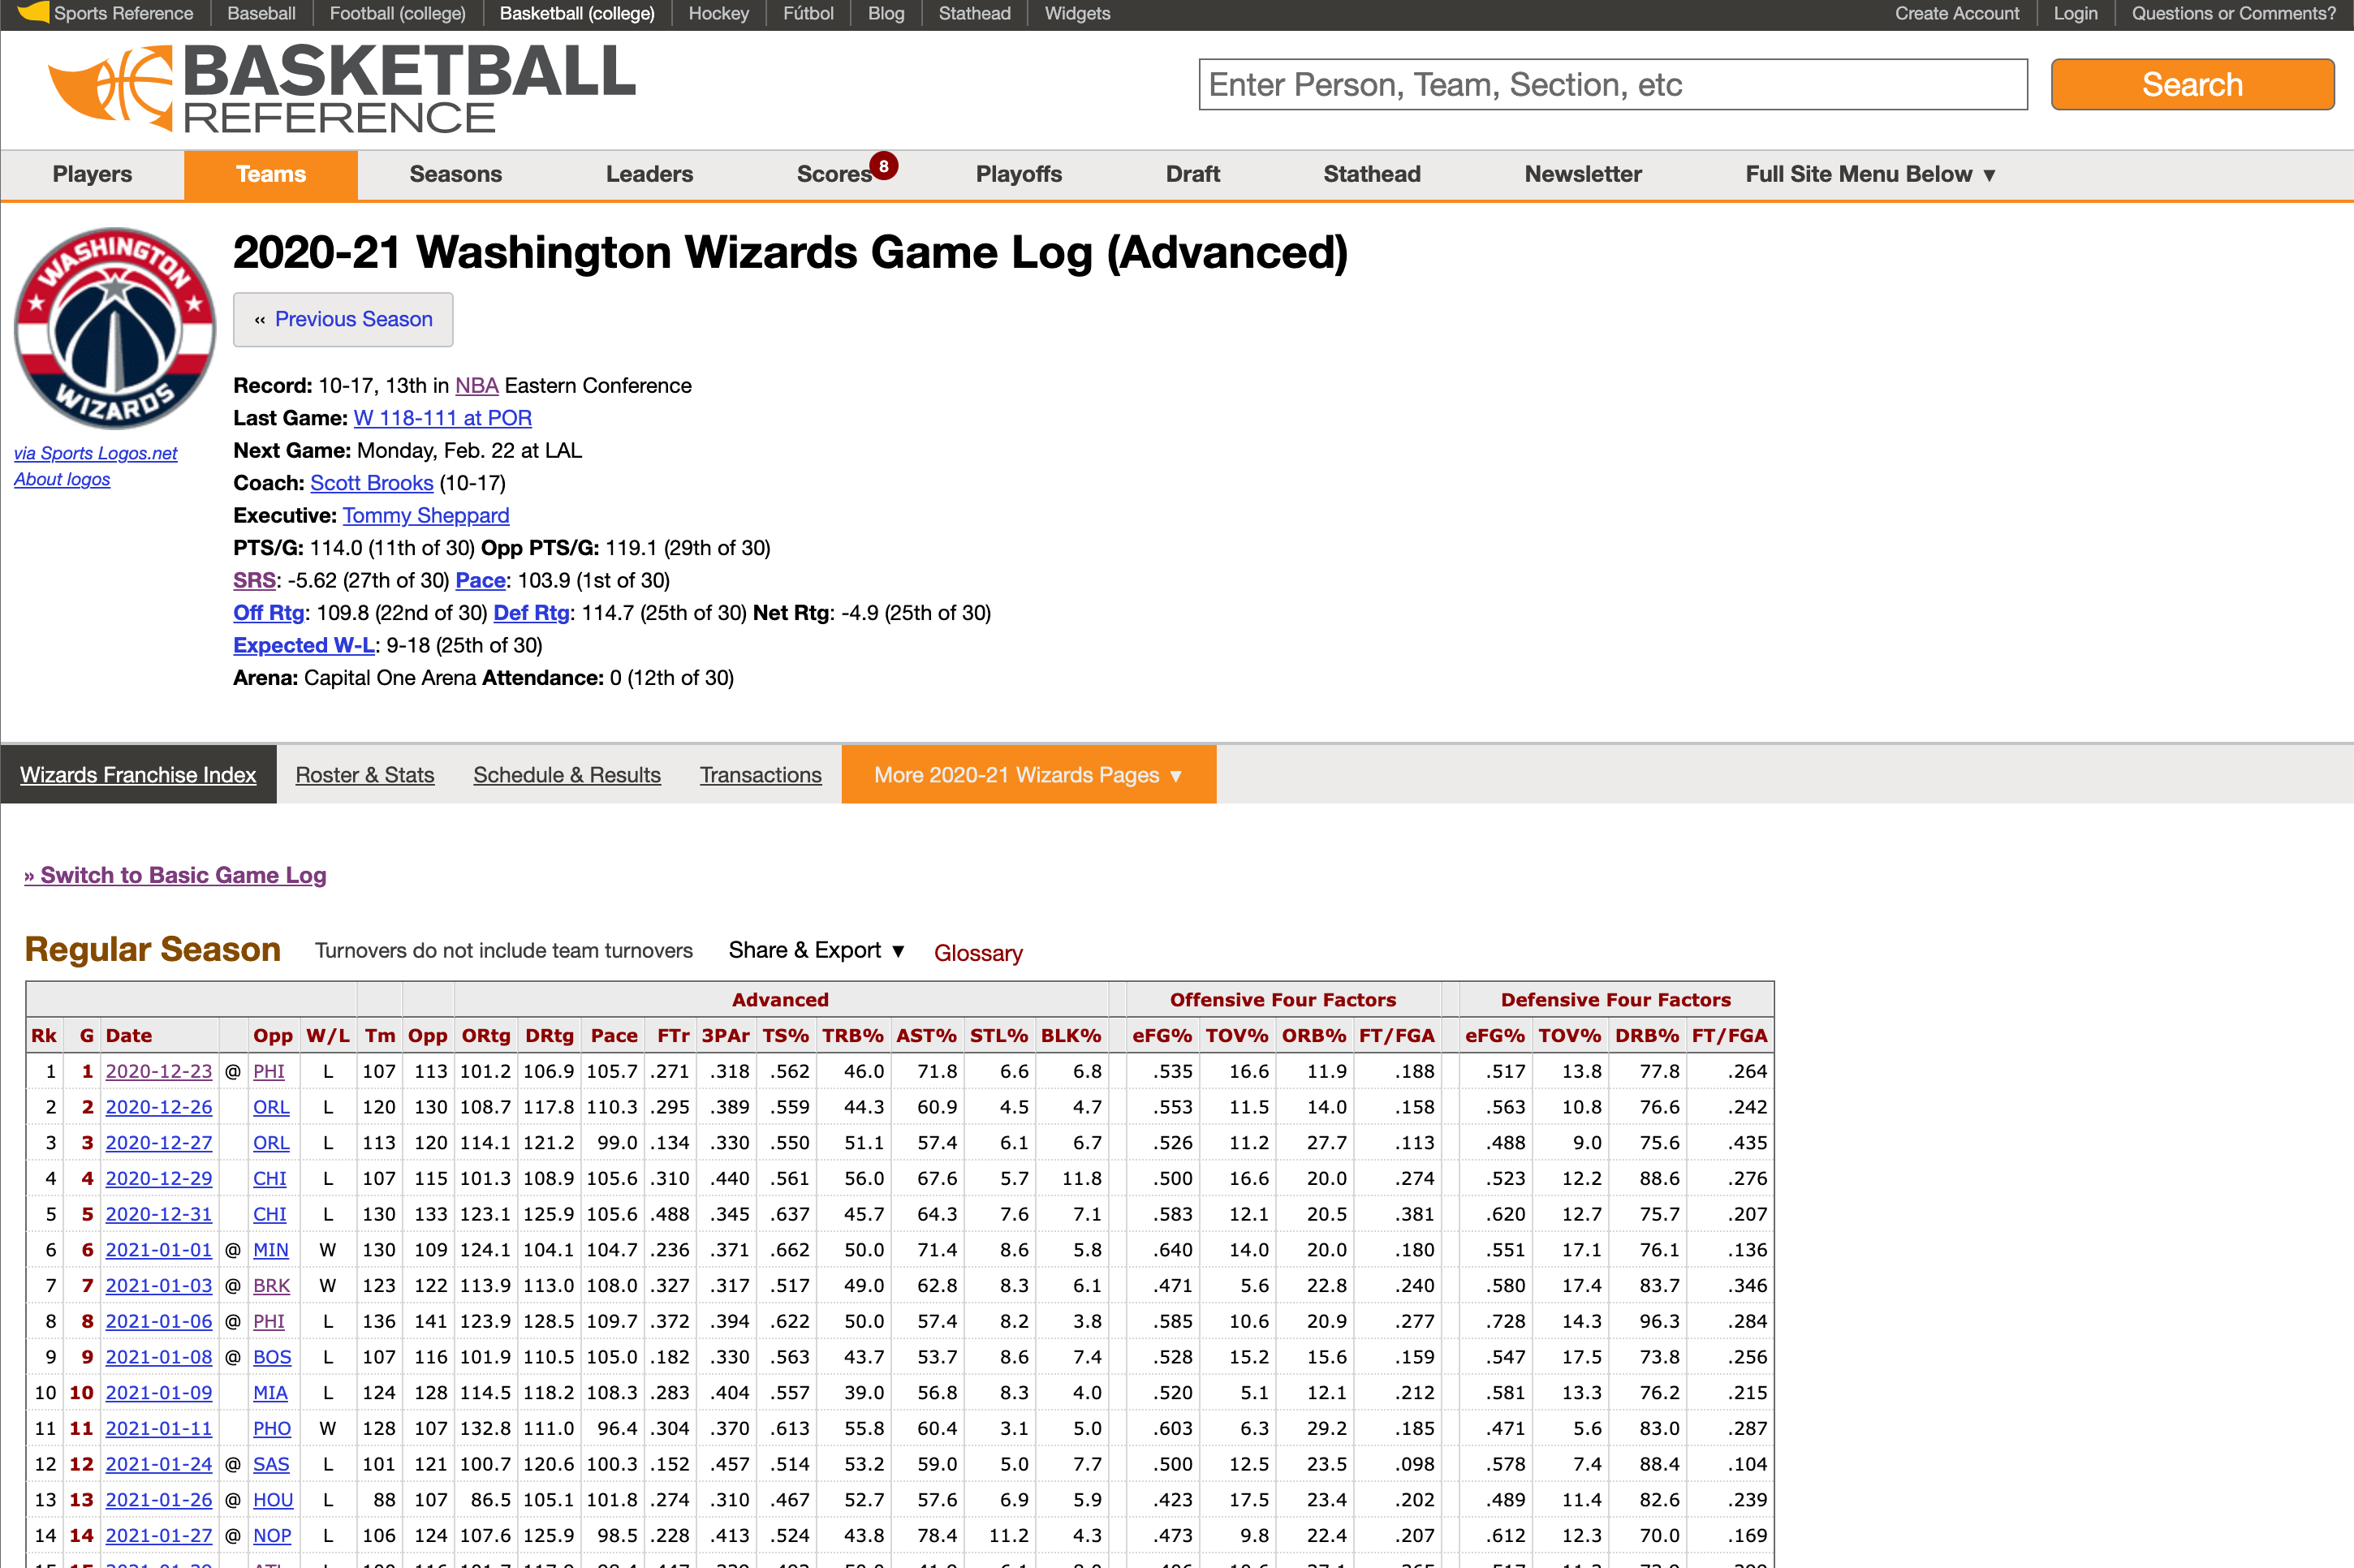 Sports Reference Baseball Football (college) Basketball (college) Hockey Fútbol Blog Stathead Widgets Create Account Login Questions or Comments?
BASKETBALL
REFERENCE
Enter Person, Team, Section, etc Search
Players Teams Seasons Leaders Scores 8 Playoffs Draft Stathead Newsletter Full Site Menu Below ▼
WASHINGTON
WIZARDS
via Sports Logos.net
About logos
2020-21 Washington Wizards Game Log (Advanced)
« Previous Season
Record: 10-17, 13th in NBA Eastern Conference
Last Game: W 118-111 at POR
Next Game: Monday, Feb. 22 at LAL
Coach: Scott Brooks (10-17)
Executive: Tommy Sheppard
PTS/G: 114.0 (11th of 30) Opp PTS/G: 119.1 (29th of 30)
SRS: -5.62 (27th of 30) Pace: 103.9 (1st of 30)
Off Rtg: 109.8 (22nd of 30) Def Rtg: 114.7 (25th of 30) Net Rtg: -4.9 (25th of 30)
Expected W-L: 9-18 (25th of 30)
Arena: Capital One Arena Attendance: 0 (12th of 30)
Wizards Franchise Index Roster & Stats Schedule & Results Transactions More 2020-21 Wizards Pages ▼
» Switch to Basic Game Log
Regular Season Turnovers do not include team turnovers Share & Export ▼ Glossary
Advanced Offensive Four Factors Defensive Four Factors
Rk G Date Opp W/L Tm Opp ORtg DRtg Pace FTr 3PAr TS% TRB% AST% STL% BLK% eFG% TOV% ORB% FT/FGA eFG% TOV% DRB% FT/FGA
1 1 2020-12-23 @ PHI L 107 113 101.2 106.9 105.7 .271 .318 .562 46.0 71.8 6.6 6.8 .535 16.6 11.9 .188 .517 13.8 77.8 .264
2 2 2020-12-26 ORL L 120 130 108.7 117.8 110.3 .295 .389 .559 44.3 60.9 4.5 4.7 .553 11.5 14.0 .158 .563 10.8 76.6 .242
3 3 2020-12-27 ORL L 113 120 114.1 121.2 99.0 .134 .330 .550 51.1 57.4 6.1 6.7 .526 11.2 27.7 .113 .488 9.0 75.6 .435
4 4 2020-12-29 CHI L 107 115 101.3 108.9 105.6 .310 .440 .561 56.0 67.6 5.7 11.8 .500 16.6 20.0 .274 .523 12.2 88.6 .276
5 5 2020-12-31 CHI L 130 133 123.1 125.9 105.6 .488 .345 .637 45.7 64.3 7.6 7.1 .583 12.1 20.5 .381 .620 12.7 75.7 .207
6 6 2021-01-01 @ MIN W 130 109 124.1 104.1 104.7 .236 .371 .662 50.0 71.4 8.6 5.8 .640 14.0 20.0 .180 .551 17.1 76.1 .136
7 7 2021-01-03 @ BRK W 123 122 113.9 113.0 108.0 .327 .317 .517 49.0 62.8 8.3 6.1 .471 5.6 22.8 .240 .580 17.4 83.7 .346
8 8 2021-01-06 @ PHI L 136 141 123.9 128.5 109.7 .372 .394 .622 50.0 57.4 8.2 3.8 .585 10.6 20.9 .277 .728 14.3 96.3 .284
9 9 2021-01-08 @ BOS L 107 116 101.9 110.5 105.0 .182 .330 .563 43.7 53.7 8.6 7.4 .528 15.2 15.6 .159 .547 17.5 73.8 .256
10 10 2021-01-09 MIA L 124 128 114.5 118.2 108.3 .283 .404 .557 39.0 56.8 8.3 4.0 .520 5.1 12.1 .212 .581 13.3 76.2 .215
11 11 2021-01-11 PHO W 128 107 132.8 111.0 96.4 .304 .370 .613 55.8 60.4 3.1 5.0 .603 6.3 29.2 .185 .471 5.6 83.0 .287
12 12 2021-01-24 @ SAS L 101 121 100.7 120.6 100.3 .152 .457 .514 53.2 59.0 5.0 7.7 .500 12.5 23.5 .098 .578 7.4 88.4 .104
13 13 2021-01-26 @ HOU L 88 107 86.5 105.1 101.8 .274 .310 .467 52.7 57.6 6.9 5.9 .423 17.5 23.4 .202 .489 11.4 82.6 .239
14 14 2021-01-27 @ NOP L 106 124 107.6 125.9 98.5 .228 .413 .524 43.8 78.4 11.2 4.3 .473 9.8 22.4 .207 .612 12.3 70.0 .169